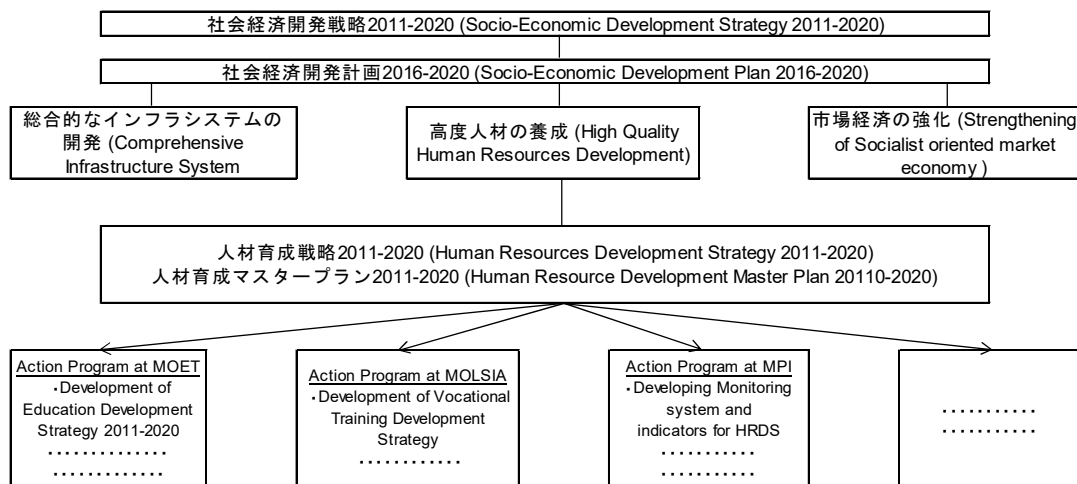 社会経済開発戦略2011-2020 (Socio-Economic Development Strategy 2011-2020)
社会経済開発計画2016-2020 (Socio-Economic Development Plan 2016-2020)
総合的なインフラシステムの
開発 (Comprehensive
Infrastructure System
高度人材の養成 (High Quality
Human Resources Development)
市場経済の強化 (Strengthening
of Socialist oriented market
economy )
人材育成戦略2011-2020 (Human Resources Development Strategy 2011-2020)
人材育成マスタープラン2011-2020 (Human Resource Development Master Plan 20110-2020)
Action Program at MOET
・Development of
Education Development
Strategy 2011-2020
・・・・・・・・・・・・・・
・・・・・・・・・・・・・
Action Program at MOLSIA
・Development of Vocational
Training Development
Strategy
・・・・・・・・・・・・
Action Program at MPI
・Developing Monitoring
system and
indicators for HRDS
・・・・・・・・・・・
・・・・・・・・・・・
・・・・・・・・・・・
・・・・・・・・・・・